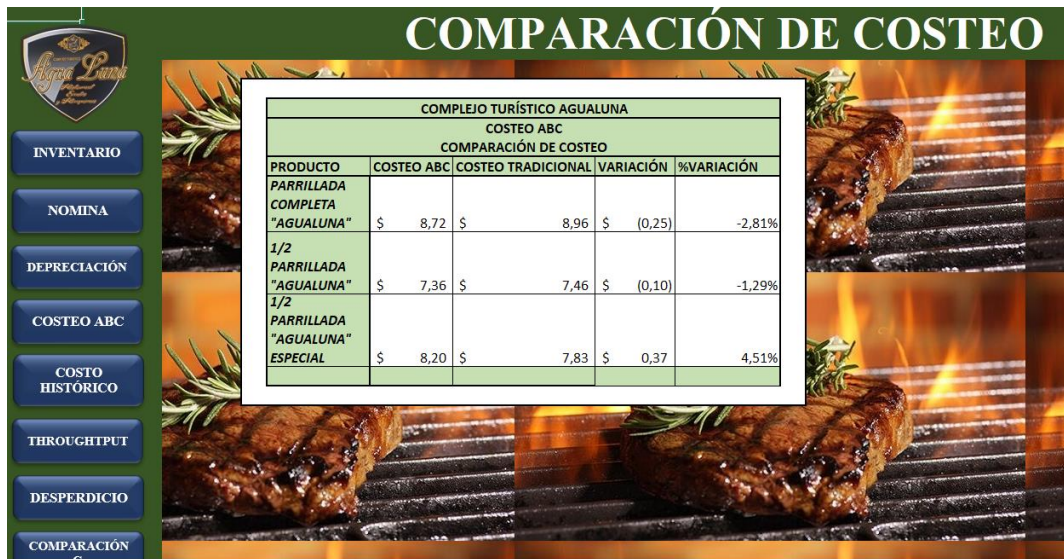 COMPARACIÓN DE COSTEO
Agua Luna
INVENTARIO
NOMINA
DEPRECIACIÓN
COSTEO ABC
COSTO
HISTÓRICO
THROUGHTPUT
DESPERDICIO
COMPARACIÓN
COMPLEJO TURÍSTICO AGUALUNA
COSTEO ABC
COMPARACIÓN DE COSTEO
PRODUCTO COSTEO ABC COSTEO TRADICIONAL VARIACIÓN %VARIACIÓN
PARRILLADA
COMPLETA
"AGUALUNA" $ 8,72 $ 8,96 $ (0,25) -2,81%
1/2
PARRILLADA
"AGUALUNA" $ 7,36 $ 7,46 $ (0,10) -1,29%
1/2
PARRILLADA
"AGUALUNA"
ESPECIAL $ 8,20 $ 7,83 $ 0,37 4,51%